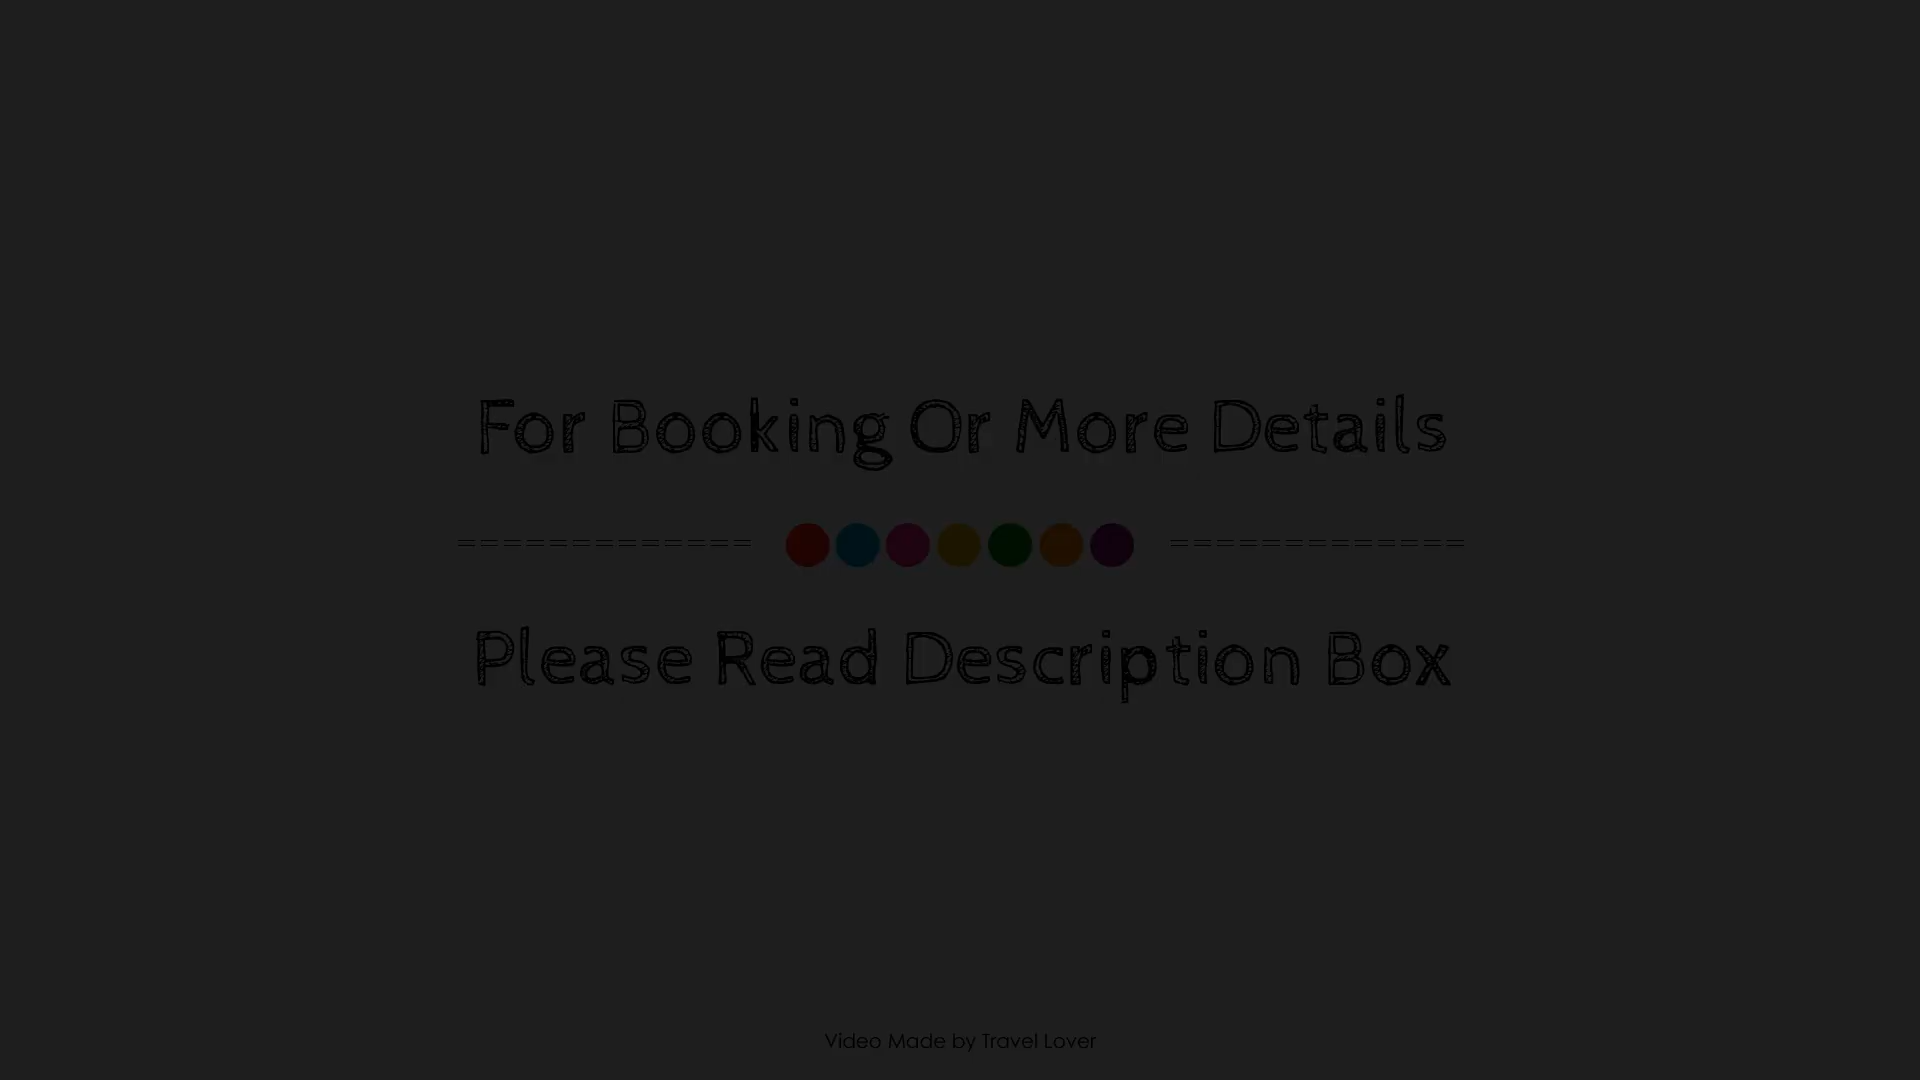 For Booking Or More Details
============= =============
Please Read Description Box
Video Made by Travel Lover